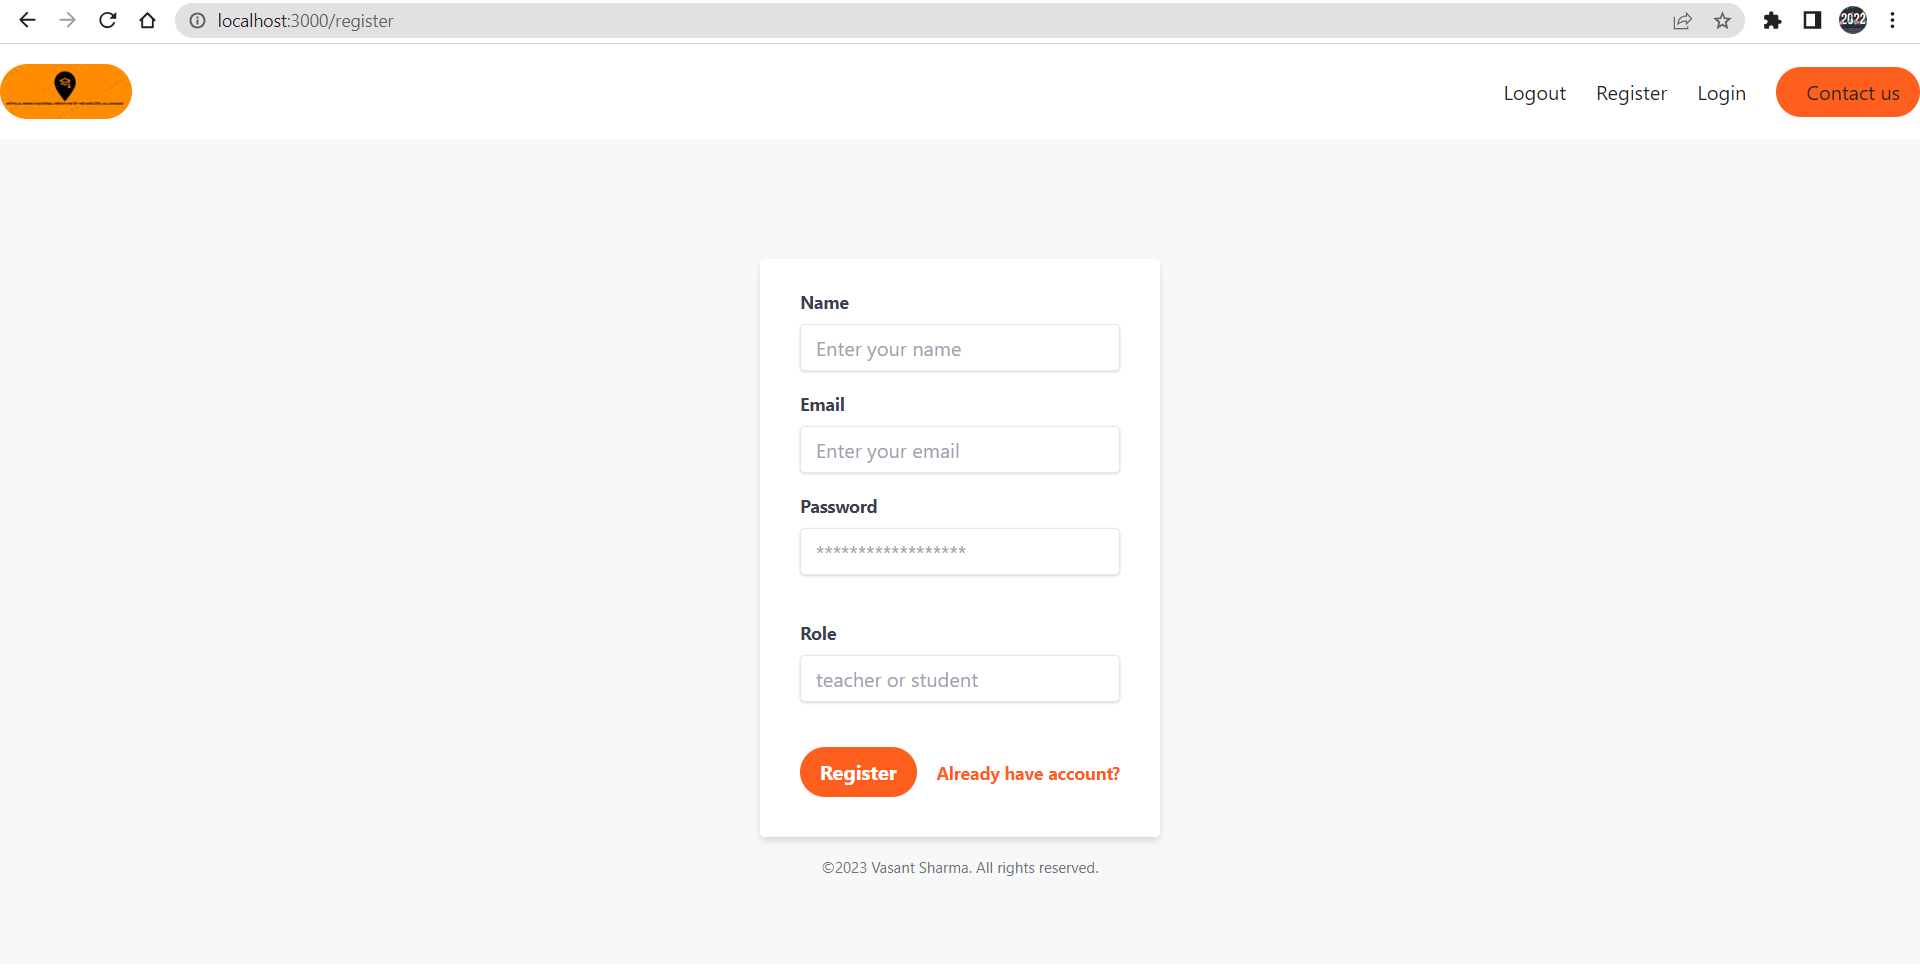 localhost:3000/register
2022
Logout Register Login Contact us
Name
Enter your name
Email
Enter your email
Password
******************
Role
teacher or student
Register Already have account?
©2023 Vasant Sharma. All rights reserved.